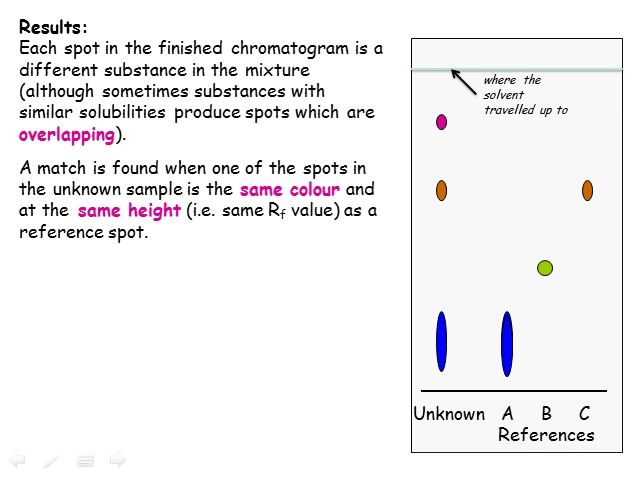 Results:
Each spot in the finished chromatogram is a
different substance in the mixture
(although sometimes substances with
similar solubilities produce spots which are
overlapping).
A match is found when one of the spots in
the unknown sample is the same colour and
at the same height (i.e. same Rf value) as a
reference spot.
where the
solvent
travelled up to
Unknown A B C
References